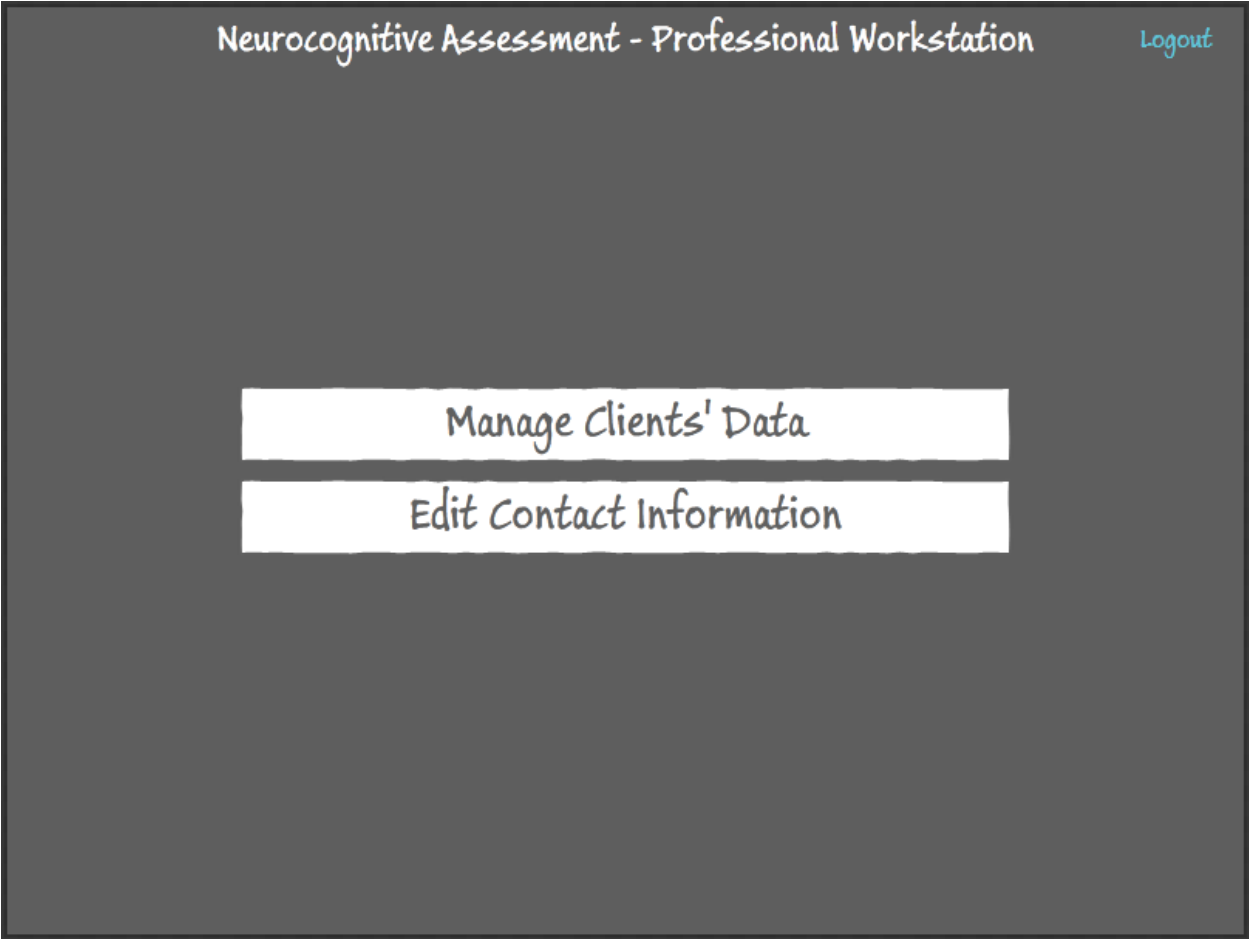 Neurocognitive Assessment - Professional Workstation
Logout
Manage Clients' Data
Edit Contact Information